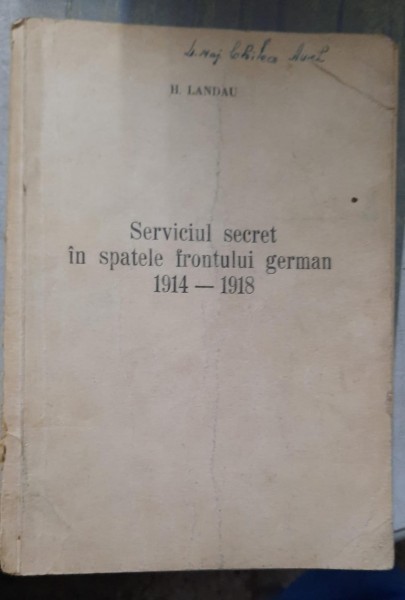 H. LANDAU
Serviciul secret
în spatele frontului german
1914 — 1918